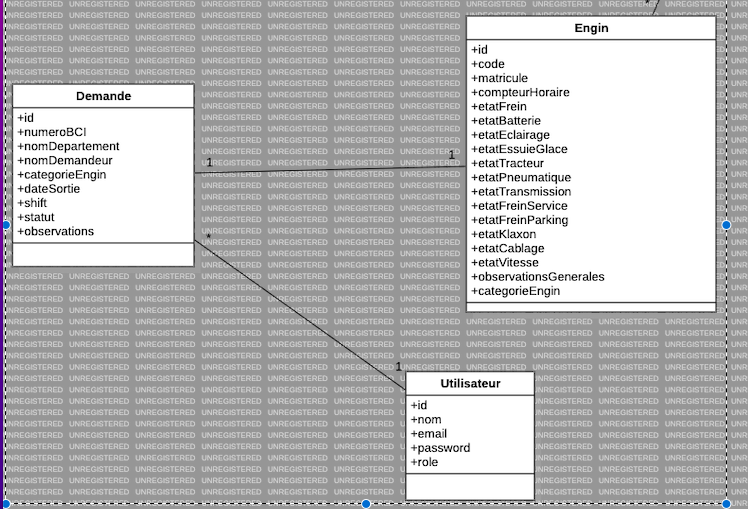 Engin
+id
+code
+matricule
+compteurHoraire
+etatFrein
+etatBatterie
+etatEclairage
+etatEssuieGlace
+etatTracteur
+etatPneumatique
+etatTransmission
+etatFreinService
+etatFreinParking
+etatKlaxon
+etatCablage
+etatVitesse
+observationsGenerales
+categorieEngin
Demande
+id
+numeroBCI
+nomDepartement
+nomDemandeur
+categorieEngin
+dateSortie
+shift
+statut
+observations
1
1
*
1
Utilisateur
+id
+nom
+email
+password
+role
UNREGISTERED